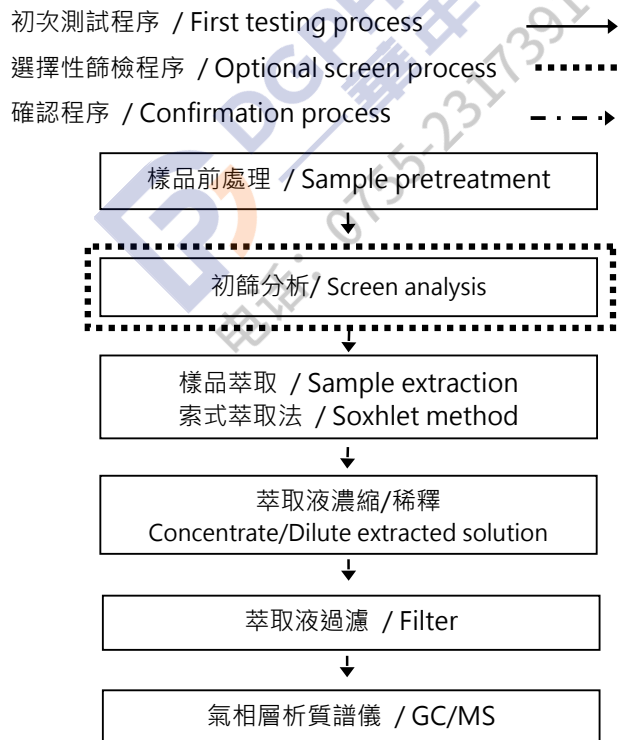 初次測試程序 / First testing process
選擇性篩檢程序 / Optional screen process
確認程序 / Confirmation process
樣品前處理 / Sample pretreatment
初篩分析/ Screen analysis
樣品萃取 / Sample extraction
索式萃取法 / Soxhlet method
萃取液濃縮/稀釋
Concentrate/Dilute extracted solution
萃取液過濾 / Filter
氣相層析質譜儀 / GC/MS